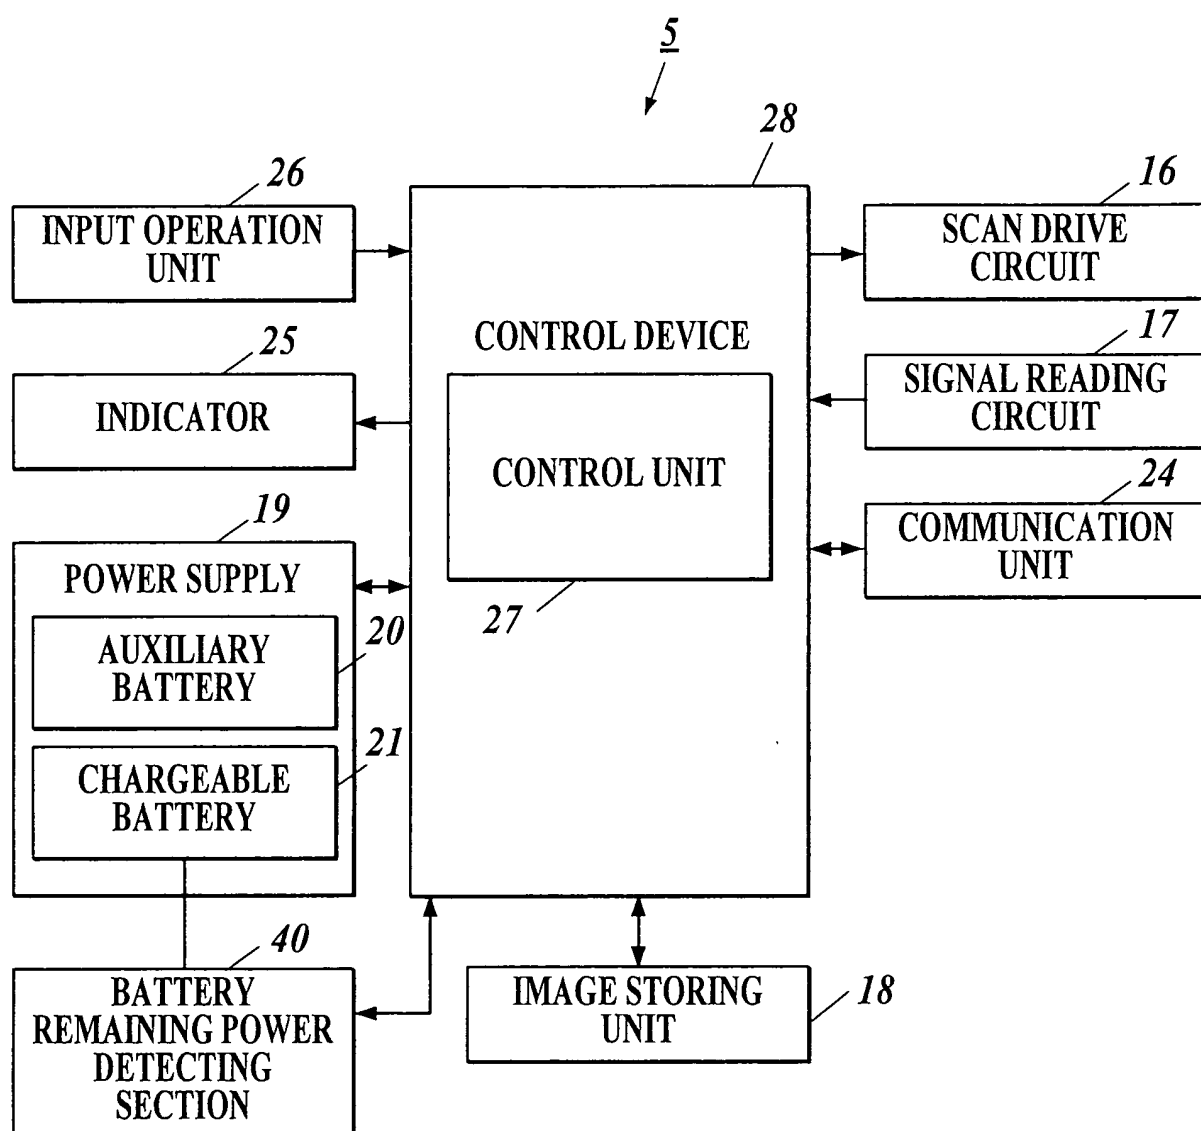 5
28
26
INPUT OPERATION
UNIT
16
SCAN DRIVE
CIRCUIT
25
INDICATOR
CONTROL DEVICE
17
SIGNAL READING
CIRCUIT
CONTROL UNIT
27
24
COMMUNICATION
UNIT
19
POWER SUPPLY
20
AUXILIARY
BATTERY
21
CHARGEABLE
BATTERY
40
BATTERY
REMAINING POWER
DETECTING
SECTION
IMAGE STORING
UNIT
18